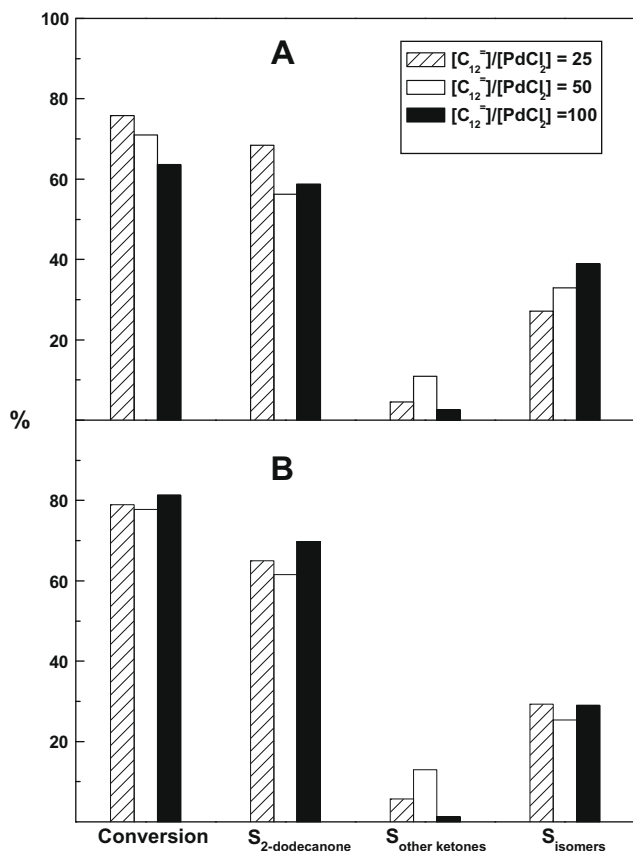 100
80
60
40
20
A
[C₁₂⁼]/[PdCl₂] = 25
[C₁₂⁼]/[PdCl₂] = 50
[C₁₂⁼]/[PdCl₂] =100
%
B
80
60
40
20
Conversion S2-dodecanone Sother ketones Sisomers